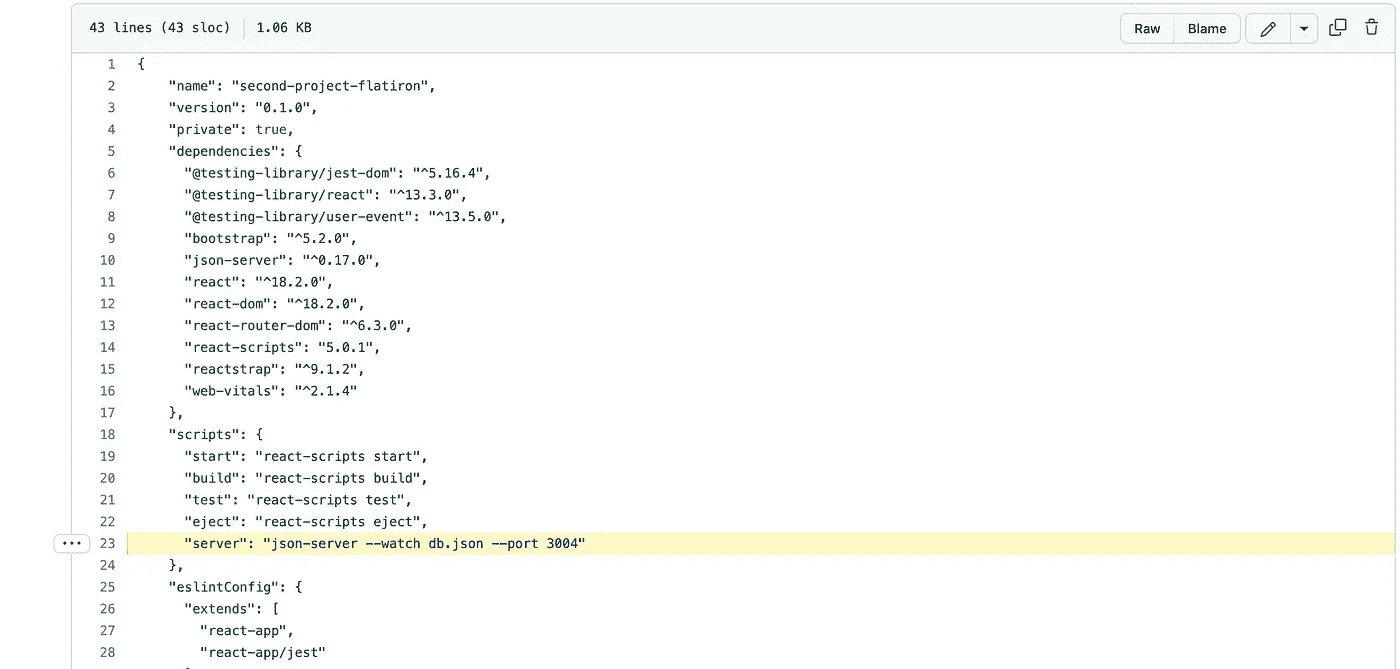 43 lines (43 sloc) 1.06 KB Raw Blame
1 {
2 "name": "second-project-flatiron",
3 "version": "0.1.0",
4 "private": true,
5 "dependencies": {
6 "@testing-library/jest-dom": "^5.16.4",
7 "@testing-library/react": "^13.3.0",
8 "@testing-library/user-event": "^13.5.0",
9 "bootstrap": "^5.2.0",
10 "json-server": "^0.17.0",
11 "react": "^18.2.0",
12 "react-dom": "^18.2.0",
13 "react-router-dom": "^6.3.0",
14 "react-scripts": "5.0.1",
15 "reactstrap": "^9.1.2",
16 "web-vitals": "^2.1.4"
17 },
18 "scripts": {
19 "start": "react-scripts start",
20 "build": "react-scripts build",
21 "test": "react-scripts test",
22 "eject": "react-scripts eject",
23 "server": "json-server --watch db.json --port 3004"
24 },
25 "eslintConfig": {
26 "extends": [
27 "react-app",
28 "react-app/jest"